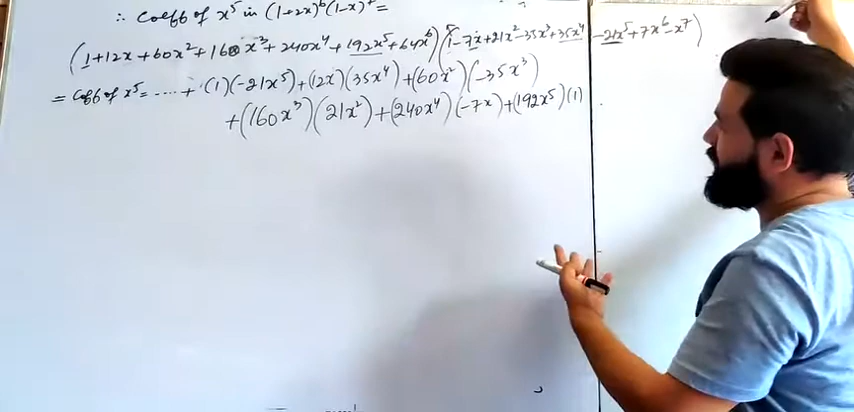 ∴ coeff of x⁵ in (1+2x)⁶(1-x)⁷=
(1+12x+60x²+160x³+240x⁴+192x⁵+64x⁶)(1-7x+21x²-35x³+35x⁴-21x⁵+7x⁶-x⁷)
= coff of x⁵= ....+ (1)(-21x⁵)+(12x)(35x⁴)+(60x²)(-35x³)
+(160x³)(21x²)+(240x⁴)(-7x)+(192x⁵)(1)